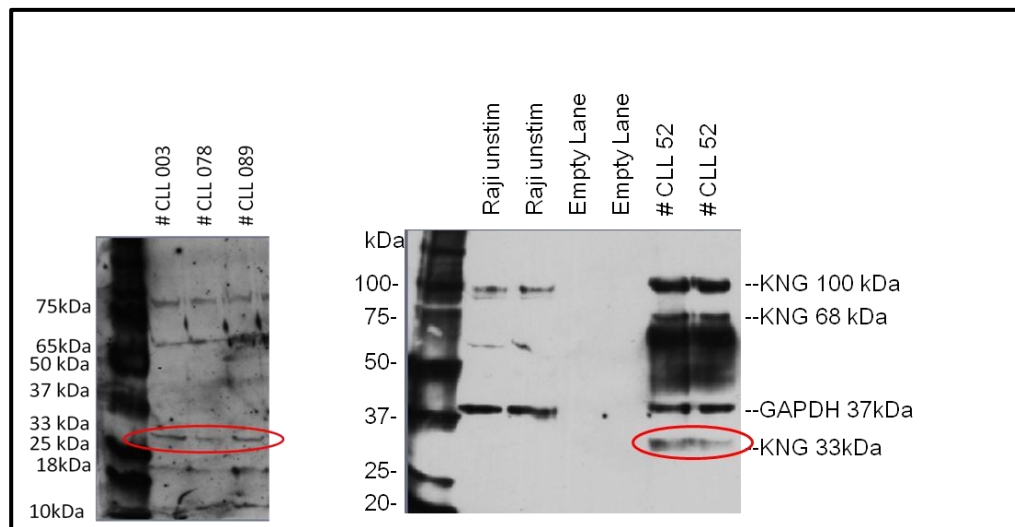 # CLL 003
# CLL 078
# CLL 089
75kDa
65kDa
50 kDa
37 kDa
33 kDa
25 kDa
18kDa
10kDa
Raji unstim
Raji unstim
Empty Lane
Empty Lane
# CLL 52
# CLL 52
kDa
100-
75-
50-
37-
25-
20-
--KNG 100 kDa
--KNG 68 kDa
--GAPDH 37kDa
--KNG 33kDa